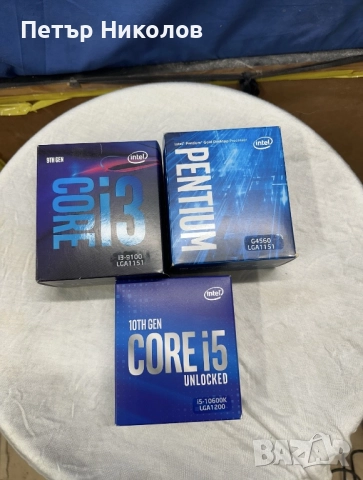 Петър Николов
9TH GEN
intel
CORE i3
I3-9100
LGA1151
intel
PENTIUM
G4560
LGA1151
intel
10TH GEN
CORE i5
UNLOCKED
i5-10600K
LGA1200
BAZAR